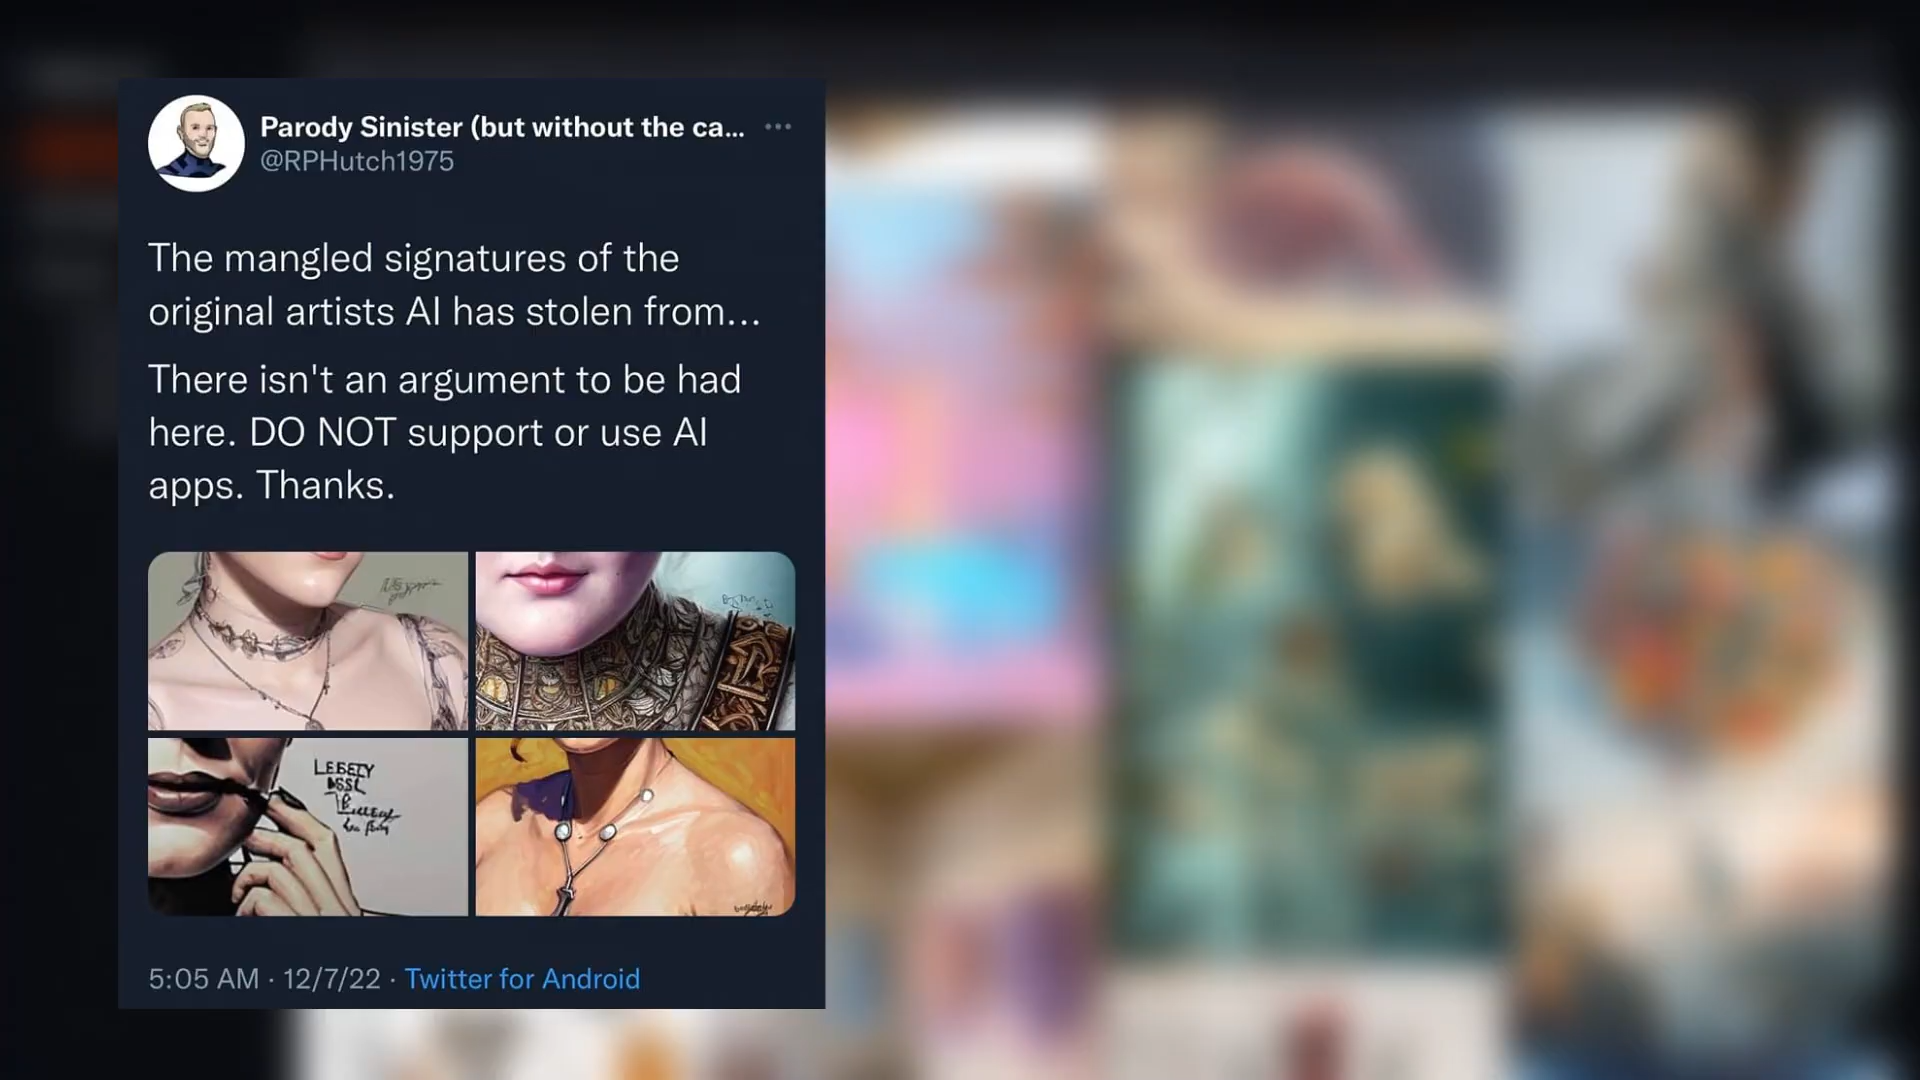 Parody Sinister (but without the ca...
@RPHutch1975
The mangled signatures of the
original artists AI has stolen from...
There isn't an argument to be had
here. DO NOT support or use AI
apps. Thanks.
5:05 AM · 12/7/22 · Twitter for Android